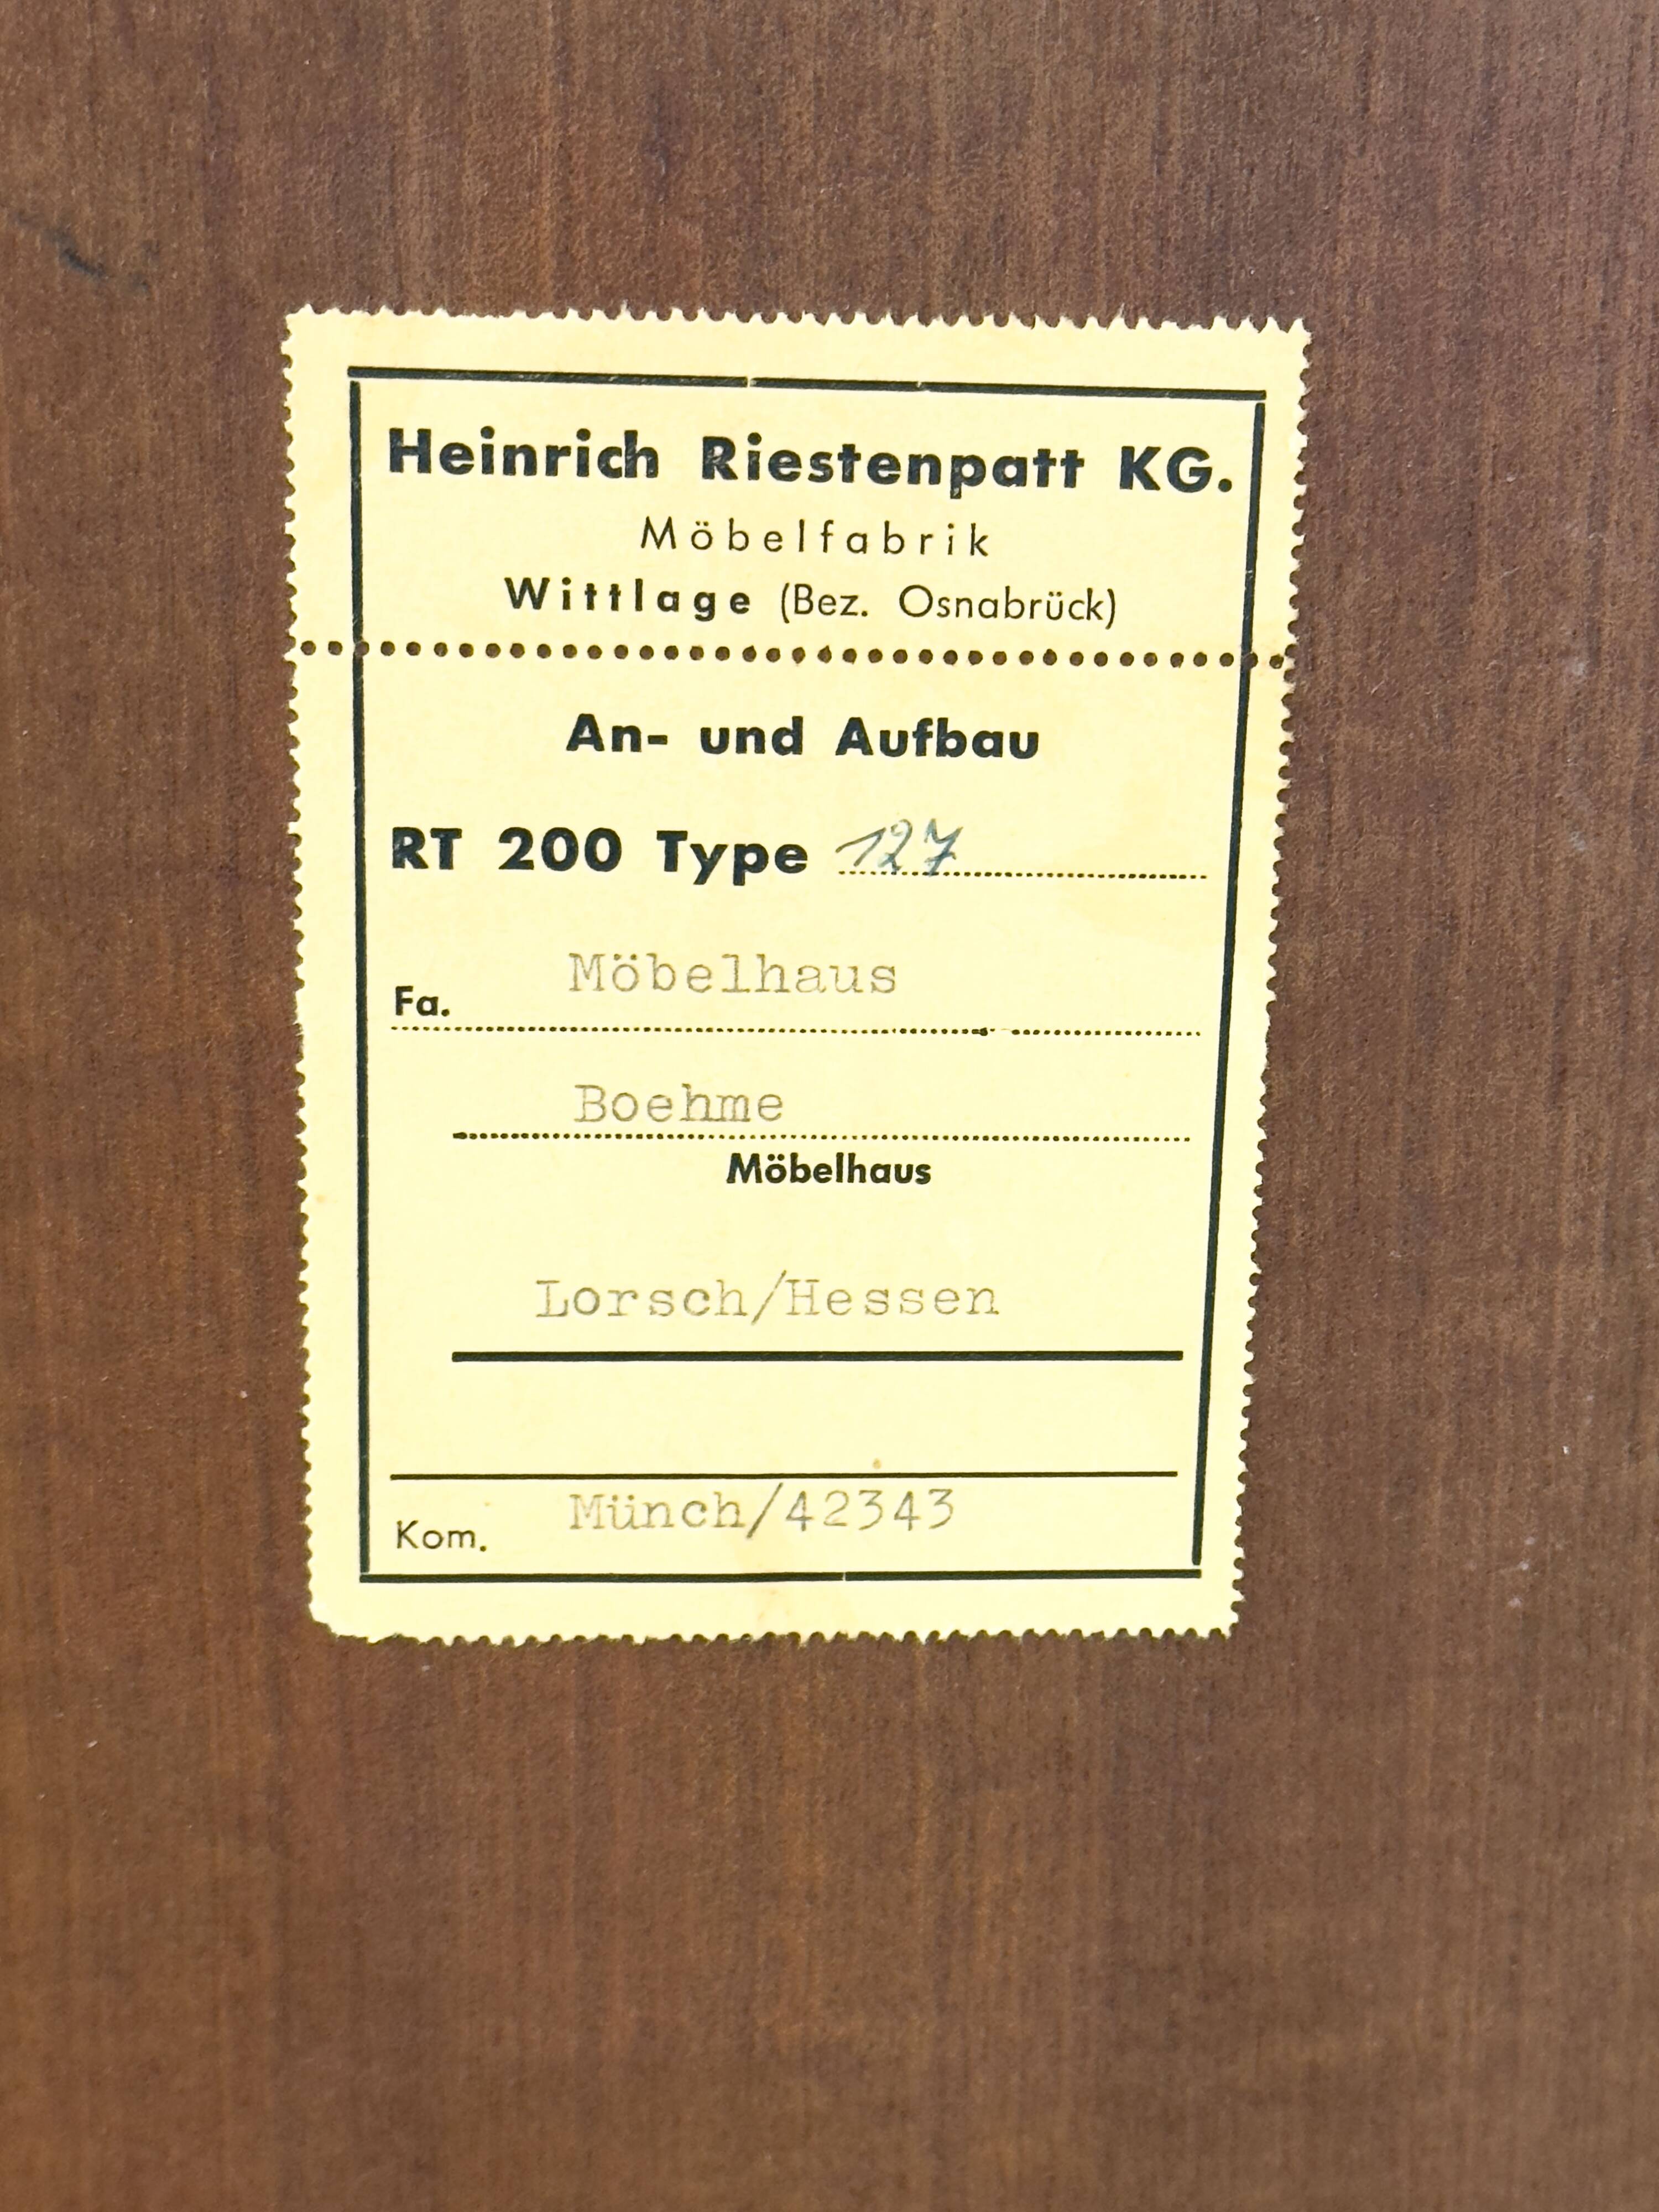 Heinrich Riestenpatt KG.
Möbelfabrik
Wittlage (Bez. Osnabrück)
An- und Aufbau
RT 200 Type 127
Fa. Möbelhaus
Boehme
Möbelhaus
Lorsch/Hessen
Kom. Münch/42343